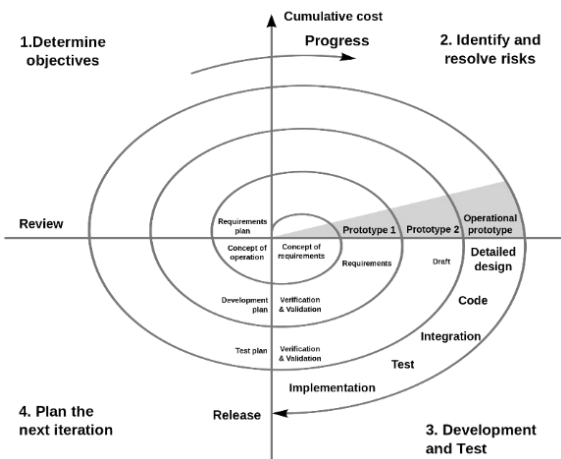 Cumulative cost
1.Determine
objectives
Progress
2. Identify and
resolve risks
Review
Requirements
plan
Prototype 1
Prototype 2
Operational
prototype
Concept of
operation
Concept of
requirements
Requirements
Draft
Detailed
design
Development
plan
Verification
& Validation
Code
Integration
Test plan
Verification
& Validation
Test
Implementation
4. Plan the
next iteration
Release
3. Development
and Test